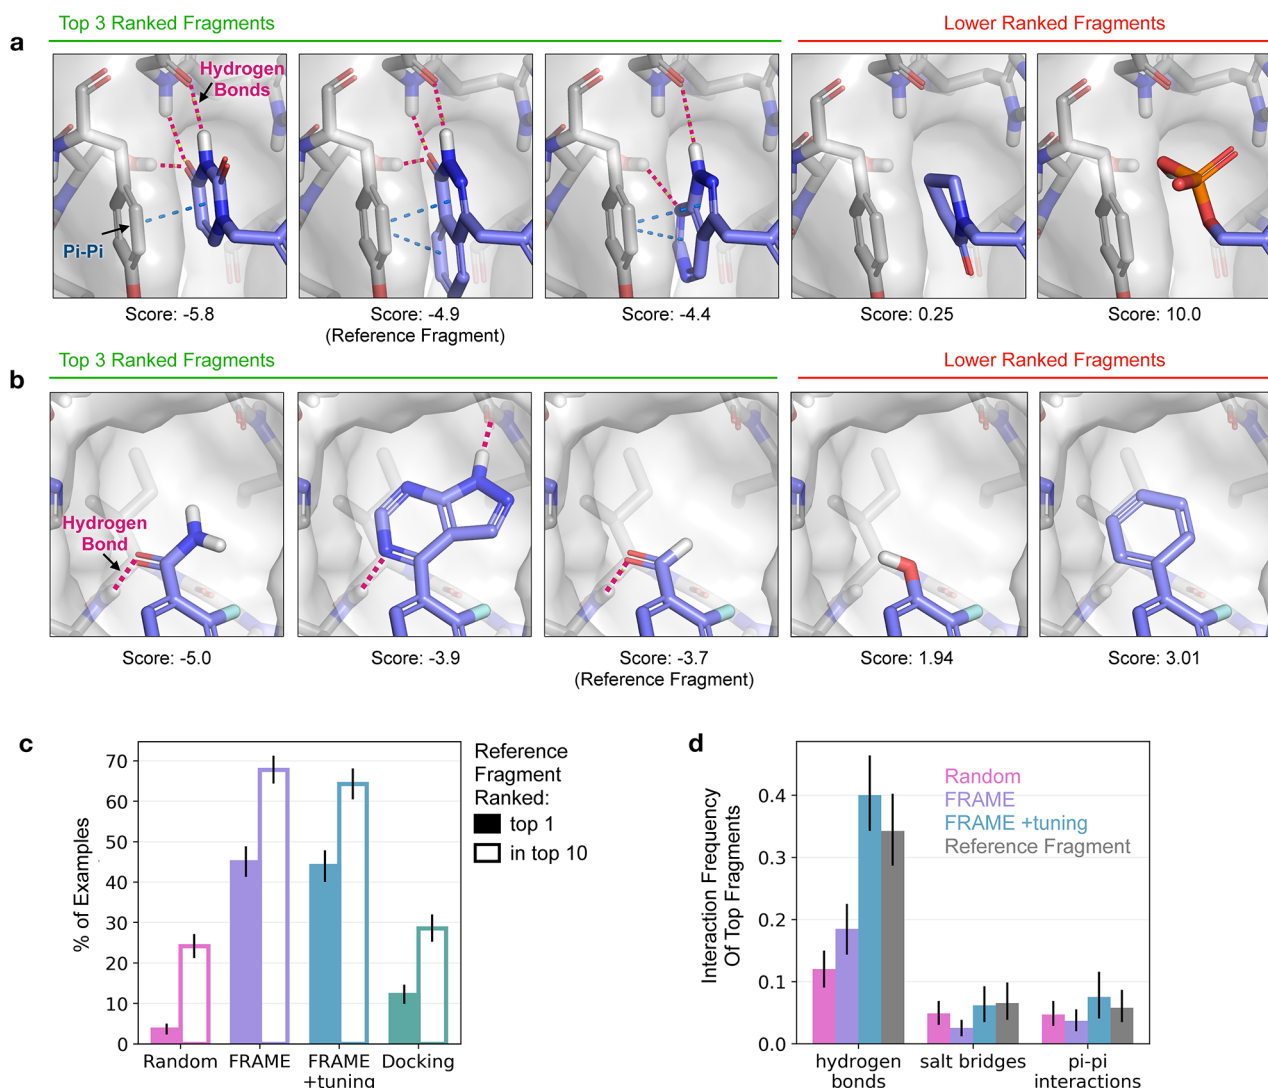 Top 3 Ranked Fragments
Lower Ranked Fragments
a
Hydrogen
Bonds
Pi-Pi
Score: -5.8
Score: -4.9
(Reference Fragment)
Score: -4.4
Score: 0.25
Score: 10.0
Top 3 Ranked Fragments
Lower Ranked Fragments
b
Hydrogen
Bond
Score: -5.0
Score: -3.9
Score: -3.7
(Reference Fragment)
Score: 1.94
Score: 3.01
c
% of Examples
70
60
50
40
30
20
10
0
Random
FRAME
FRAME
+tuning
Docking
Reference
Fragment
Ranked:
top 1
in top 10
d
Interaction Frequency
Of Top Fragments
0.4
0.3
0.2
0.1
0.0
Random
FRAME
FRAME +tuning
Reference Fragment
hydrogen
bonds
salt bridges
pi-pi
interactions